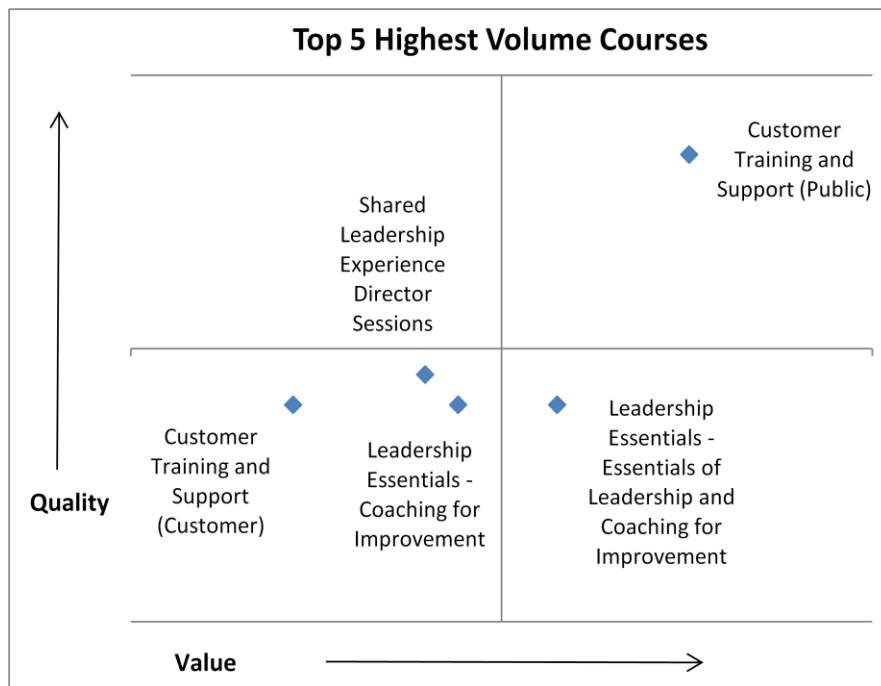 Top 5 Highest Volume Courses
Customer
Training and
Support (Public)
Shared
Leadership
Experience
Director
Sessions
Customer
Training and
Support
(Customer)
Leadership
Essentials -
Coaching for
Improvement
Leadership
Essentials -
Essentials of
Leadership and
Coaching for
Improvement
Quality
Value